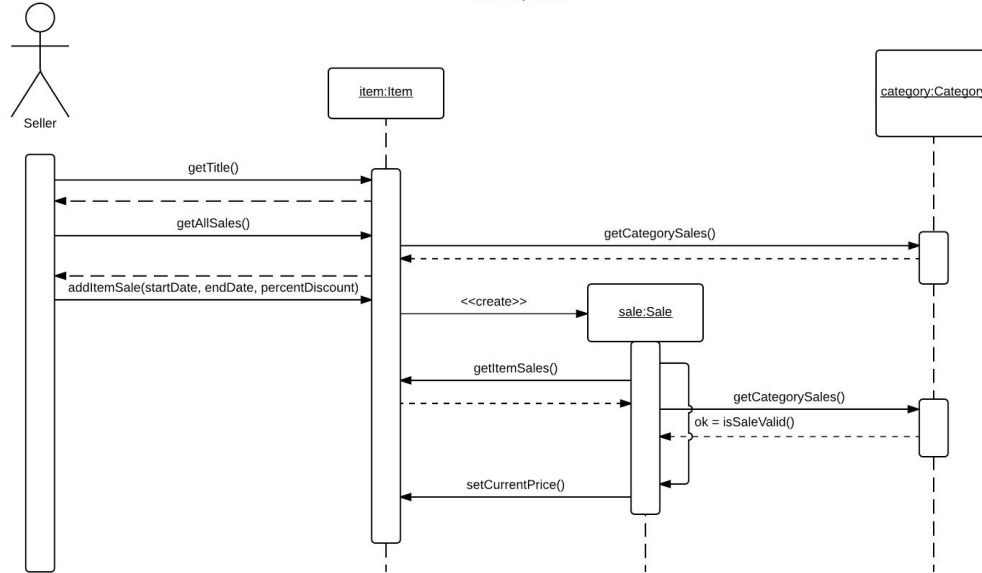 item:Item
category:Category
Seller
getTitle()
getAllSales()
getCategorySales()
addItemSale(startDate, endDate, percentDiscount)
<<create>>
sale:Sale
getItemSales()
getCategorySales()
ok = isSaleValid()
setCurrentPrice()